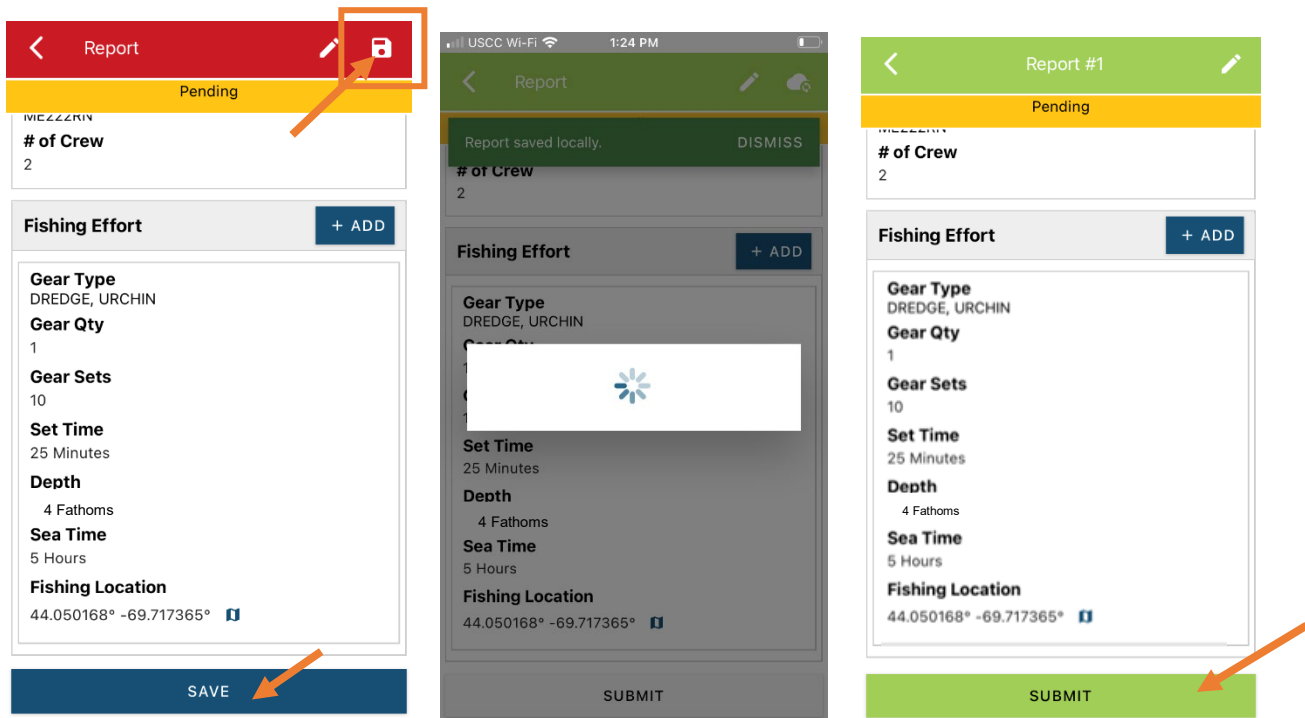 Report
Pending
ME222RN
# of Crew
2
Fishing Effort
+ ADD
Gear Type
DREDGE, URCHIN
Gear Qty
1
Gear Sets
10
Set Time
25 Minutes
Depth
4 Fathoms
Sea Time
5 Hours
Fishing Location
44.050168° -69.717365°
SAVE
USCC Wi-Fi 1:24 PM
Report
Report saved locally. DISMISS
# of Crew
2
Fishing Effort
+ ADD
Gear Type
DREDGE, URCHIN
Gear Qty
Set Time
25 Minutes
Depth
4 Fathoms
Sea Time
5 Hours
Fishing Location
44.050168° -69.717365°
SUBMIT
Report #1
Pending
ME222RN
# of Crew
2
Fishing Effort
+ ADD
Gear Type
DREDGE, URCHIN
Gear Qty
1
Gear Sets
10
Set Time
25 Minutes
Depth
4 Fathoms
Sea Time
5 Hours
Fishing Location
44.050168° -69.717365°
SUBMIT